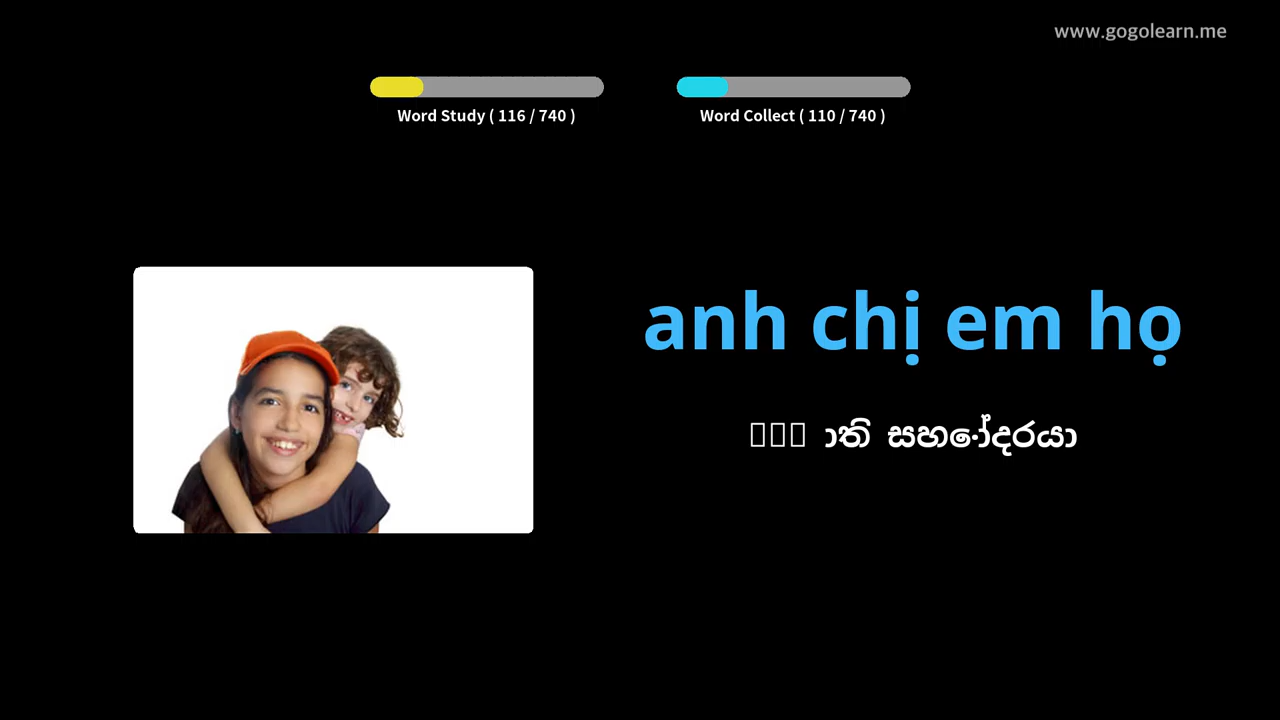 www.gogolearn.me
Word Study ( 116 / 740 )
Word Collect ( 110 / 740 )
anh chị em họ
සහෝදරයා